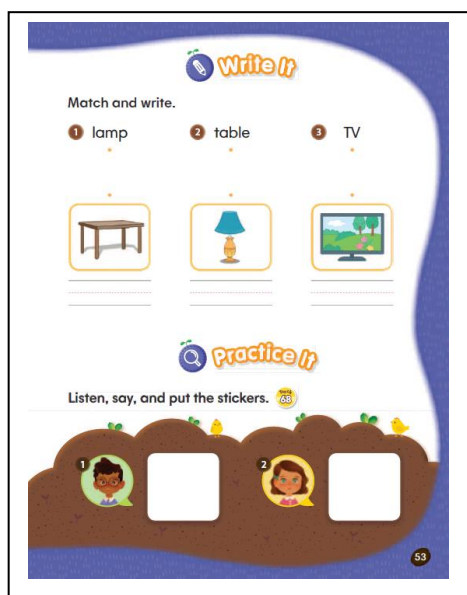 Write It
Match and write.
1 lamp 2 table 3 TV
Practice It
Listen, say, and put the stickers. Track 68
1 2
53